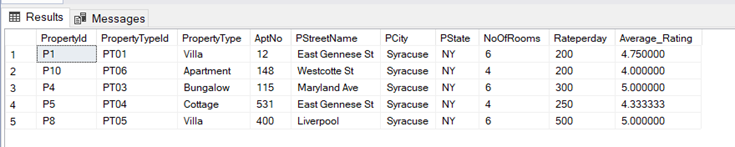 Results Messages
PropertyId PropertyTypeId PropertyType AptNo PStreetName PCity PState NoOfRooms Rateperday Average_Rating
1 P1 PT01 Villa 12 East Gennese St Syracuse NY 6 200 4.750000
2 P10 PT06 Apartment 148 Westcotte St Syracuse NY 4 200 4.000000
3 P4 PT03 Bungalow 115 Maryland Ave Syracuse NY 6 300 5.000000
4 P5 PT04 Cottage 531 East Gennese St Syracuse NY 4 250 4.333333
5 P8 PT05 Villa 400 Liverpool Syracuse NY 6 500 5.000000